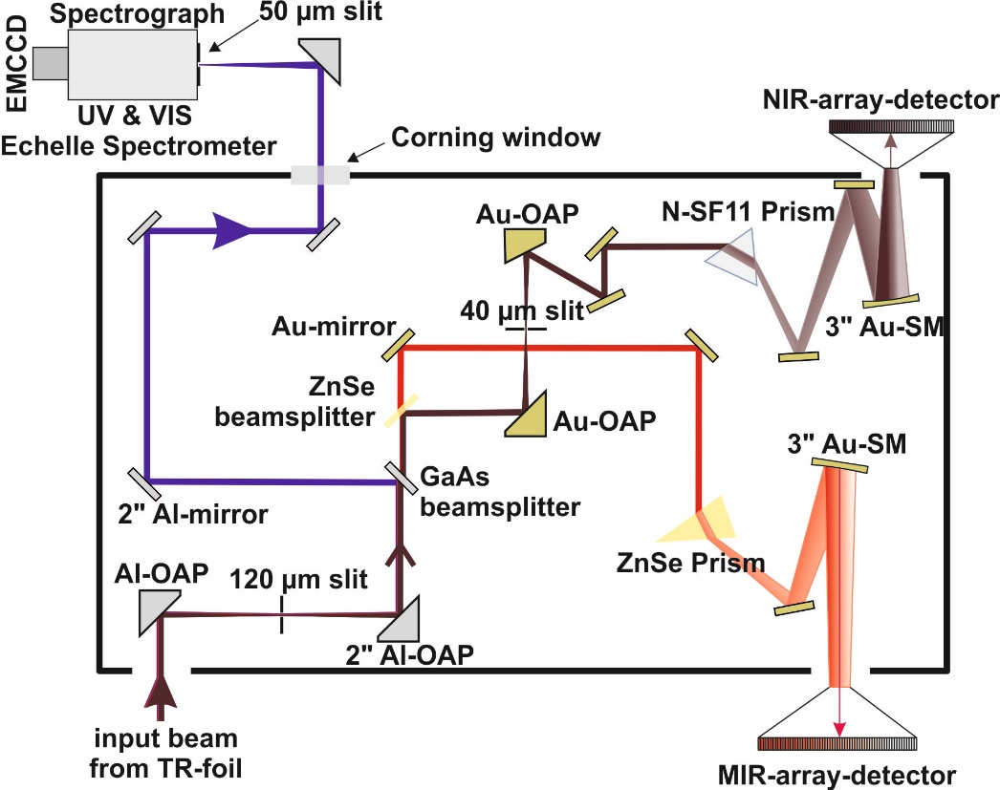 Spectrograph
50 µm slit
EMCCD
UV & VIS
Echelle Spectrometer
Corning window
NIR-array-detector
Au-OAP
N-SF11 Prism
40 µm slit
3" Au-SM
Au-mirror
ZnSe
beamsplitter
Au-OAP
3" Au-SM
GaAs
beamsplitter
2" Al-mirror
ZnSe Prism
Al-OAP
120 µm slit
2" Al-OAP
input beam
from TR-foil
MIR-array-detector